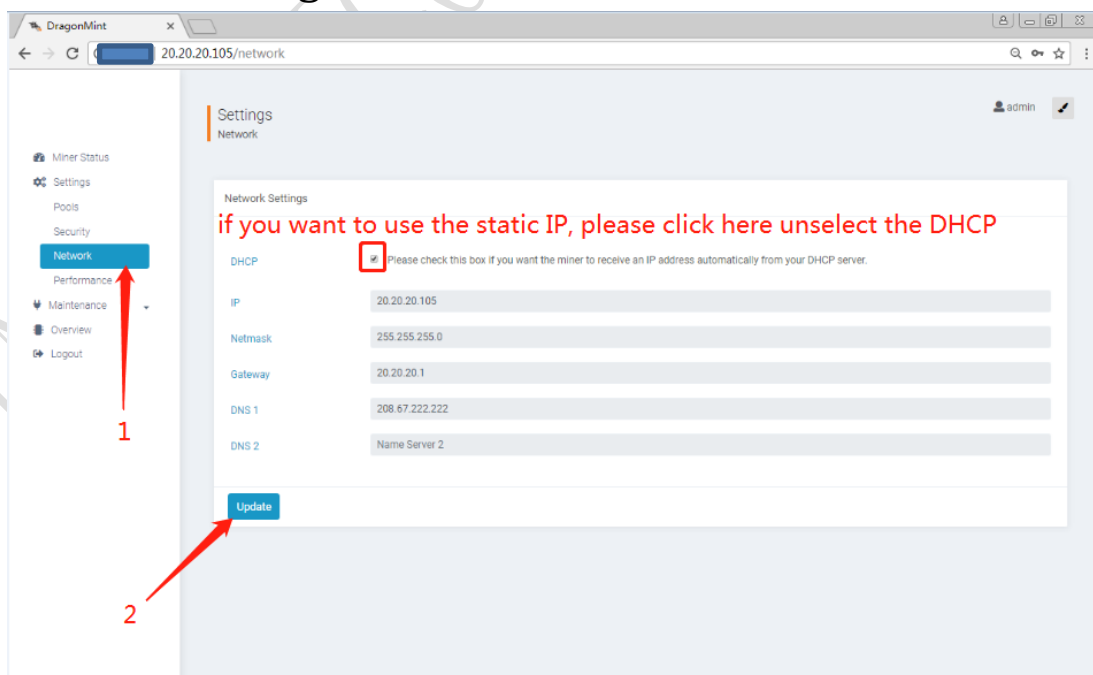 DragonMint
20.20.20.105/network
Settings
Network
admin
Miner Status
Settings
Pools
Security
Network
Performance
Maintenance
Overview
Logout
Network Settings
if you want to use the static IP, please click here unselect the DHCP
DHCP
Please check this box if you want the miner to receive an IP address automatically from your DHCP server.
IP
20.20.20.105
Netmask
255.255.255.0
Gateway
20.20.20.1
DNS 1
208.67.222.222
DNS 2
Name Server 2
1
Update
2